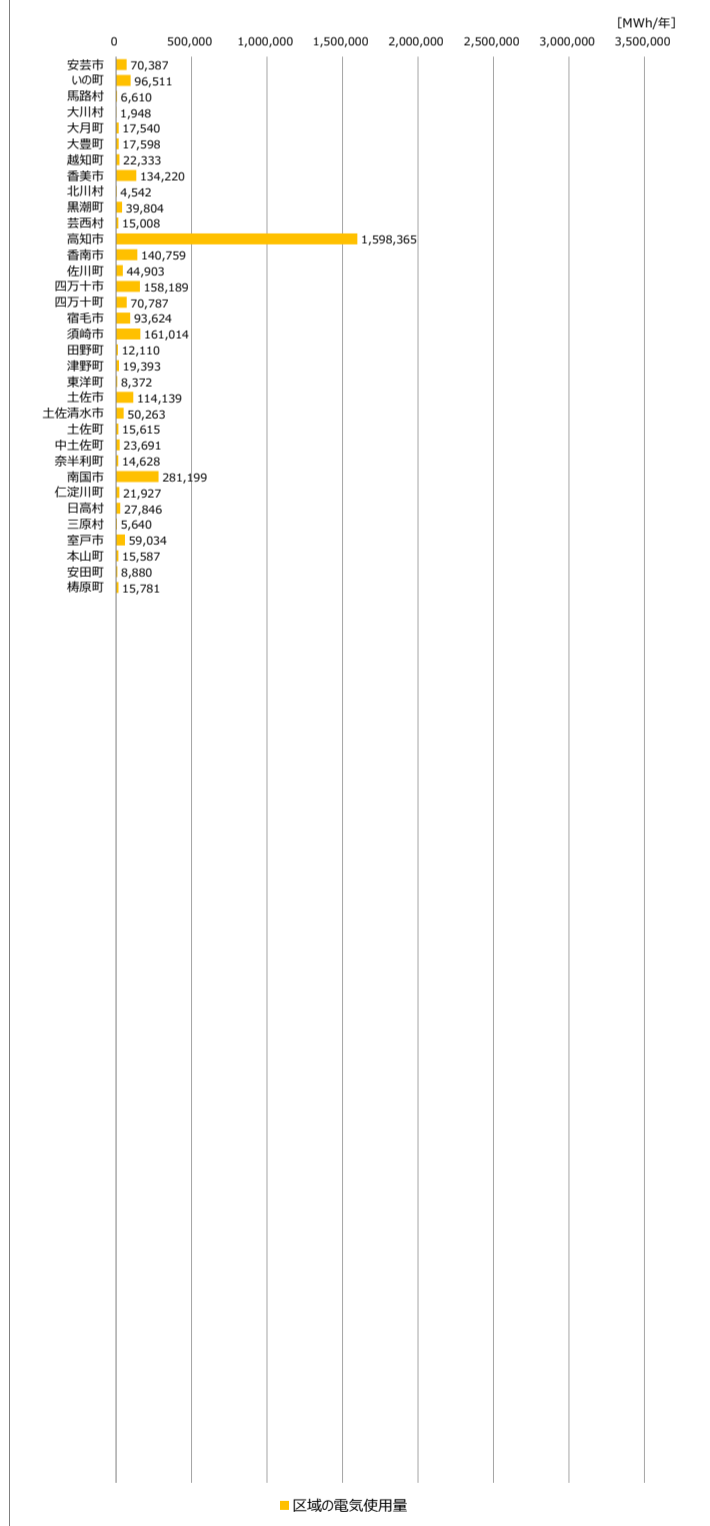 [MWh/年]
0 500,000 1,000,000 1,500,000 2,000,000 2,500,000 3,000,000 3,500,000
安芸市 70,387
いの町 96,511
馬路村 6,610
大川村 1,948
大月町 17,540
大豊町 17,598
越知町 22,333
香美市 134,220
北川村 4,542
黒潮町 39,804
芸西村 15,008
高知市 1,598,365
香南市 140,759
佐川町 44,903
四万十市 158,189
四万十町 70,787
宿毛市 93,624
須崎市 161,014
田野町 12,110
津野町 19,393
東洋町 8,372
土佐市 114,139
土佐清水市 50,263
土佐町 15,615
中土佐町 23,691
奈半利町 14,628
南国市 281,199
仁淀川町 21,927
日高村 27,846
三原村 5,640
室戸市 59,034
本山町 15,587
安田町 8,880
梼原町 15,781
区域の電気使用量